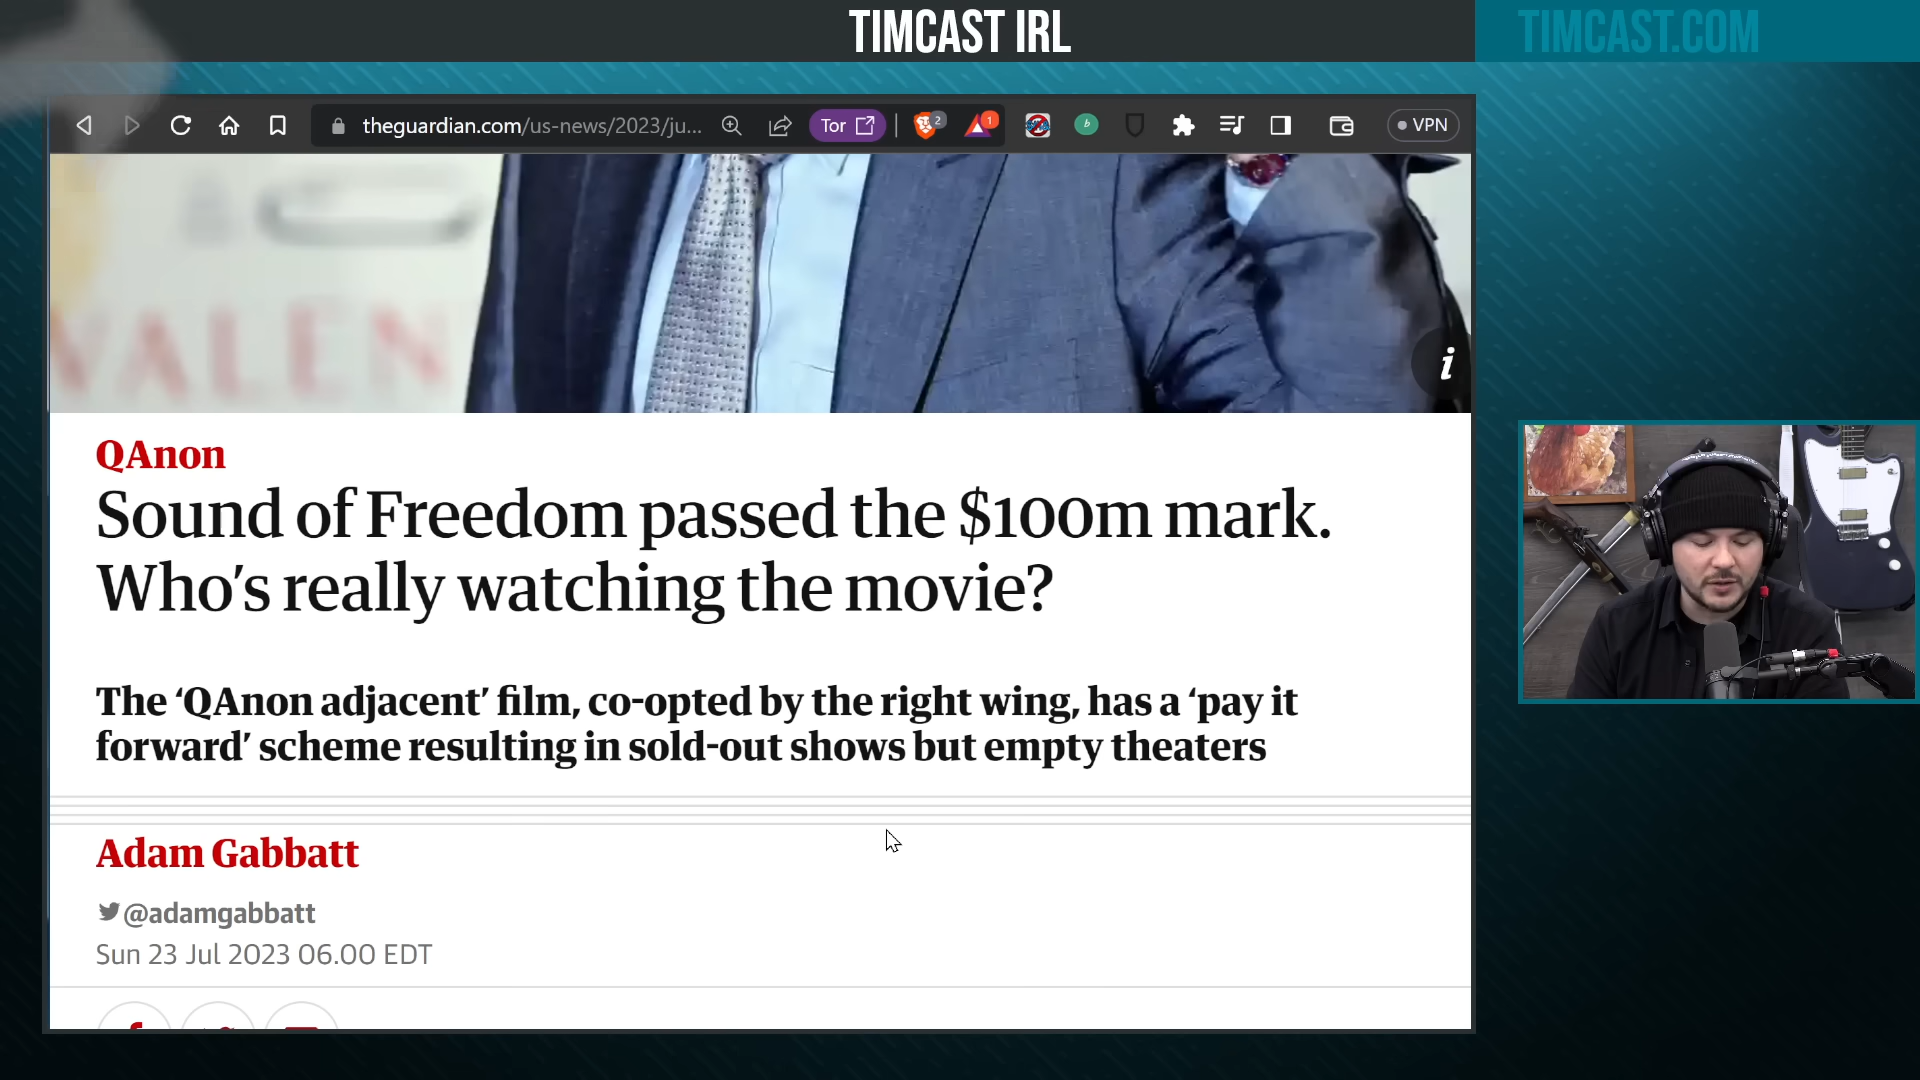 TIMCAST IRL
TIMCAST.COM
theguardian.com/us-news/2023/ju...
Tor
2
1
b
VPN
VALEN
i
QAnon
Sound of Freedom passed the $100m mark.
Who's really watching the movie?
The 'QAnon adjacent' film, co-opted by the right wing, has a 'pay it
forward' scheme resulting in sold-out shows but empty theaters
Adam Gabbatt
@adamgabbatt
Sun 23 Jul 2023 06.00 EDT